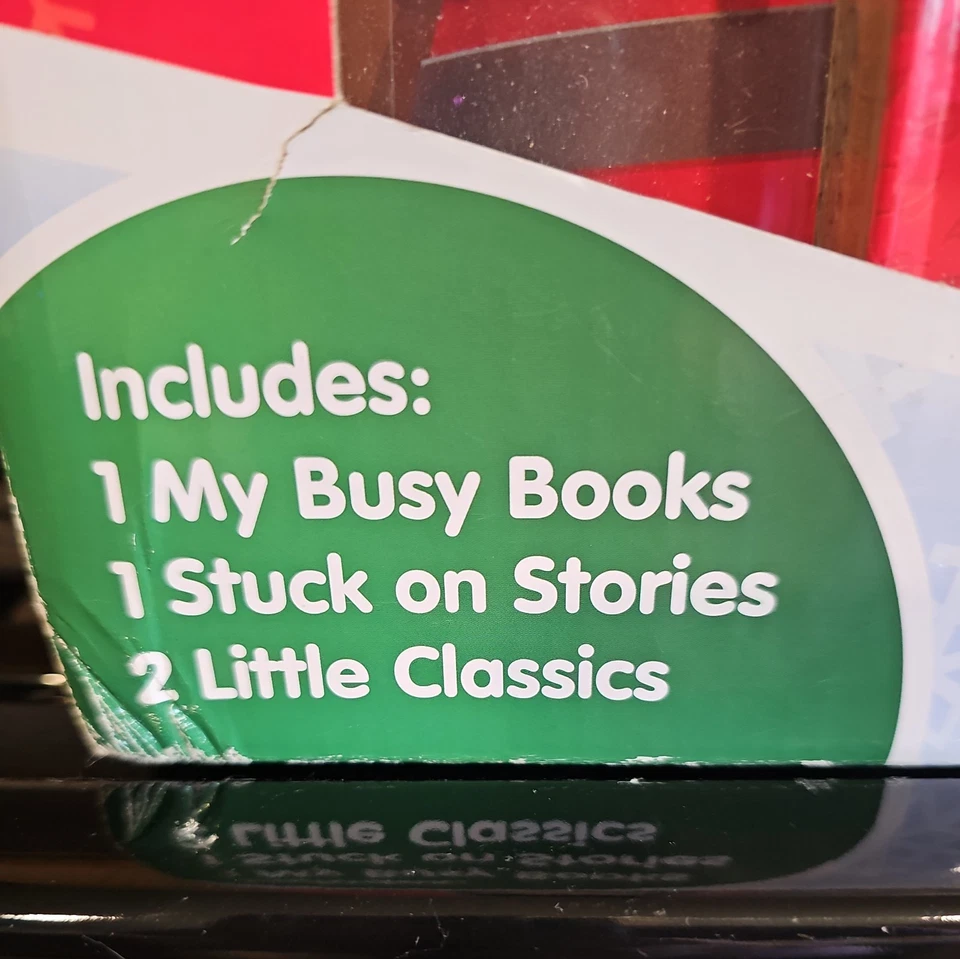 Includes:
1 My Busy Books
1 Stuck on Stories
2 Little Classics